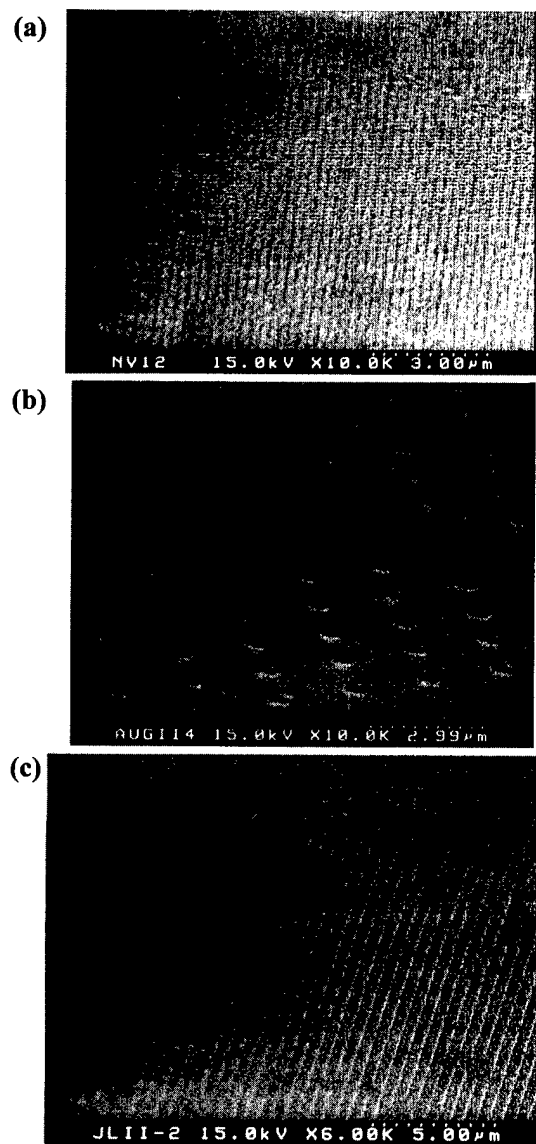 (a)
NV12 15.0kV X10.0K 3.00μm
(b)
AUG114 15.0kV X10.0K 2.99μm
(c)
JLII-2 15.0kV X6.00K 5.00μm